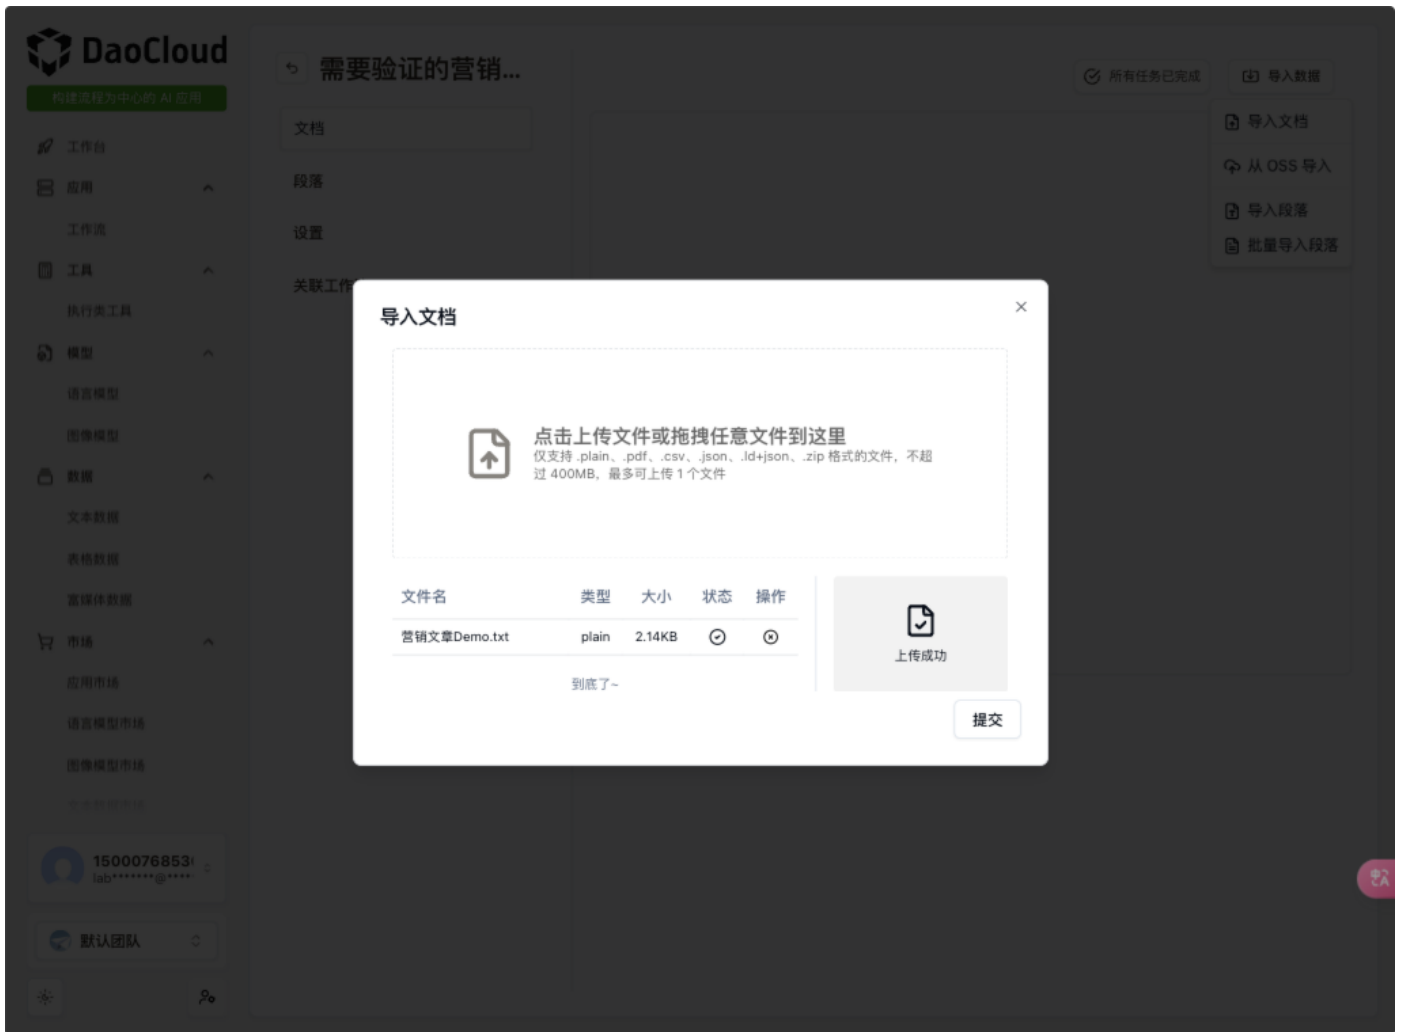 DaoCloud
构建流程为中心的 AI 应用
工作台
应用
工作流
工具
执行类工具
模型
语言模型
图像模型
数据
文本数据
表格数据
富媒体数据
市场
应用市场
语言模型市场
图像模型市场
文本数据市场
lab*******@****
默认团队
需要验证的营销...
文档
段落
设置
关联工作
所有任务已完成
导入数据
导入文档
从 OSS 导入
导入段落
批量导入段落
导入文档
点击上传文件或拖拽任意文件到这里
仅支持 .plain、.pdf、.csv、.json、.ld+json、.zip 格式的文件，不超
过 400MB，最多可上传 1 个文件
文件名 类型 大小 状态 操作
营销文章Demo.txt plain 2.14KB
到底了~
上传成功
提交